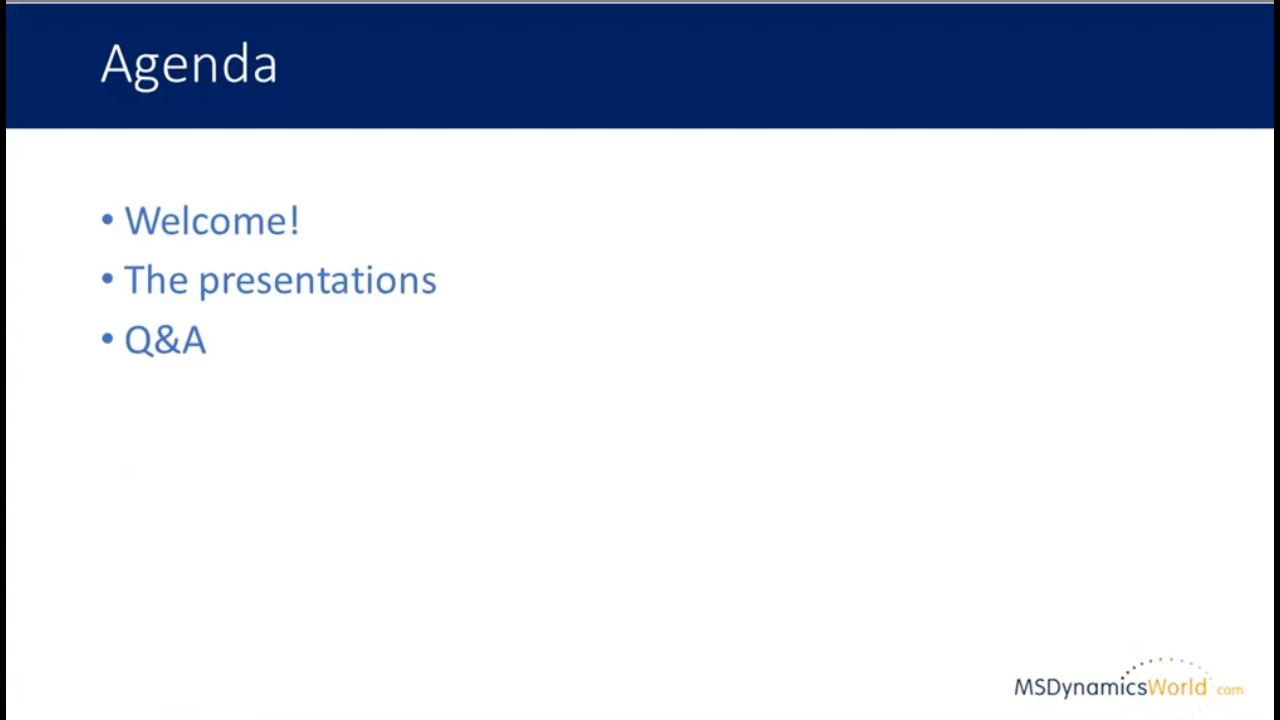 Agenda
• Welcome!
• The presentations
• Q&A
MSDynamicsWorld.com